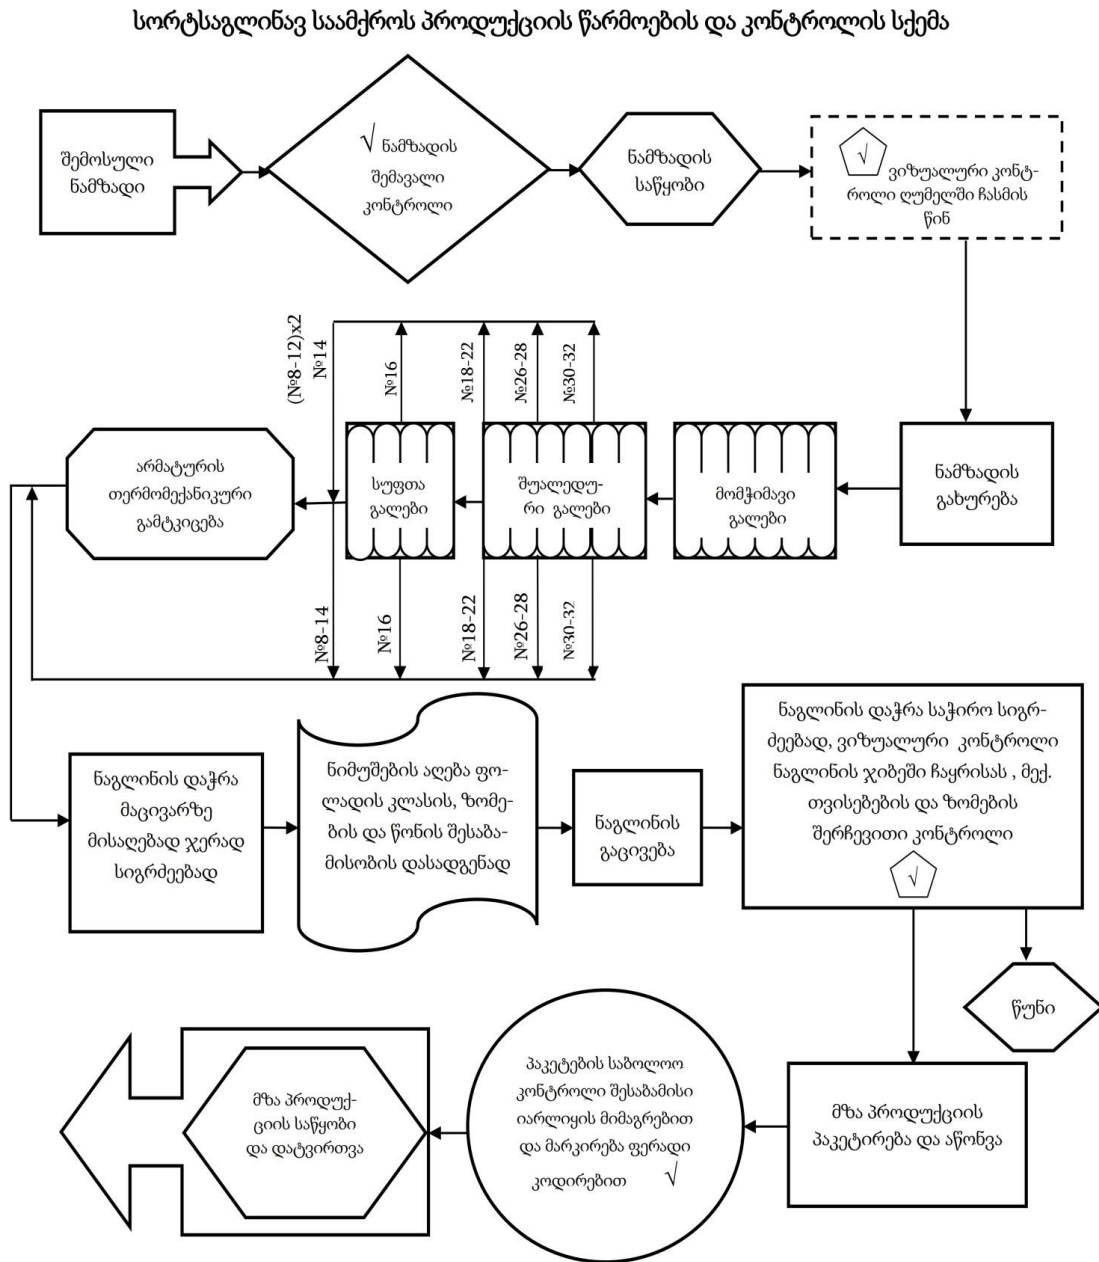 სორტსაგლინავ საამქროს პროდუქციის წარმოების და კონტროლის სქემა
შემოსული
ნამზადი
√ ნამზადის
შემავალი
კონტროლი
ნამზადის
საწყობი
√ ვიზუალური კონტ-
როლი ღუმელში ჩასმის
წინ
(№8-12)x2
№14
№16
№18-22
№26-28
№30-32
არმატურის
თერმომექანიკური
გამტკიცება
სუფთა
გალები
შუალედუ-
რი გალები
მომჭიმავი
გალები
ნამზადის
გახურება
№8-14
№16
№18-22
№26-28
№30-32
ნაგლინის დაჭრა
მაცივარზე
მისაღებად ჯერად
სიგრძეებად
ნიმუშების აღება ფო-
ლადის კლასის, ზომე-
ბის და წონის შესაბა-
მისობის დასადგენად
ნაგლინის
გაცივება
ნაგლინის დაჭრა საჭირო სიგრ-
ძეებად, ვიზუალური კონტროლი
ნაგლინის ჯიბეში ჩაყრისას , მექ.
თვისებების და ზომების
შერჩევითი კონტროლი
√
წუნი
მზა პროდუქ-
ციის საწყობი
და დატვირთვა
პაკეტების საბოლოო
კონტროლი შესაბამისი
იარლიყის მიმაგრებით
და მარკირება ფერადი
კოდირებით √
მზა პროდუქციის
პაკეტირება და აწონვა